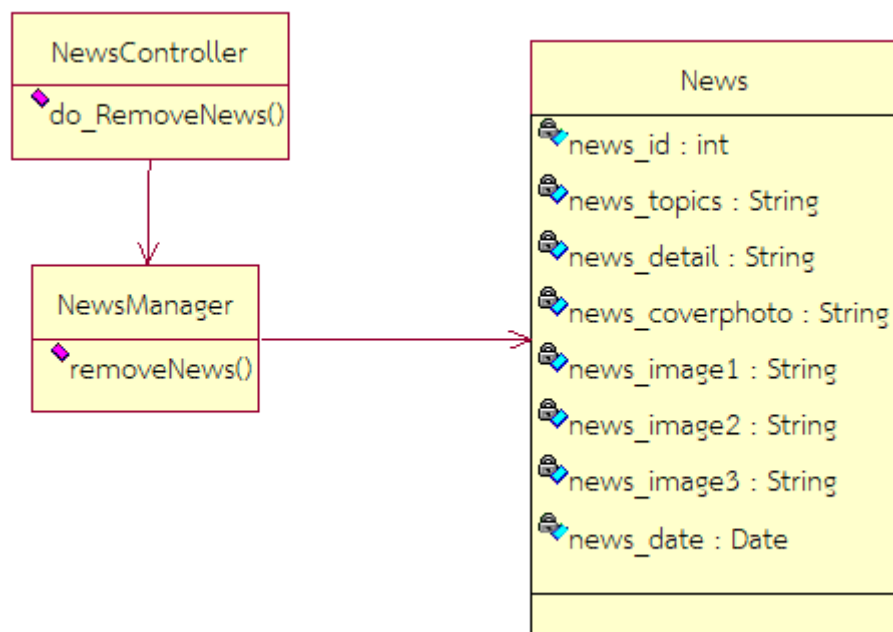 NewsController
do_RemoveNews()
NewsManager
removeNews()
News
news_id : int
news_topics : String
news_detail : String
news_coverphoto : String
news_image1 : String
news_image2 : String
news_image3 : String
news_date : Date